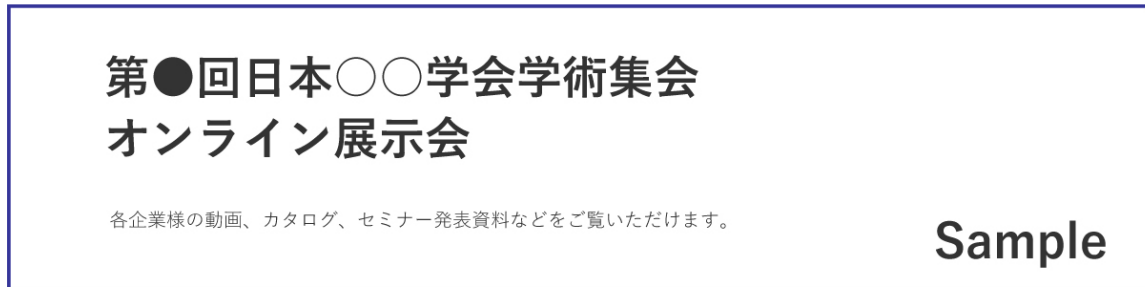 第●回日本○○学会学術集会
オンライン展示会
各企業様の動画、カタログ、セミナー発表資料などをご覧いただけます。
Sample